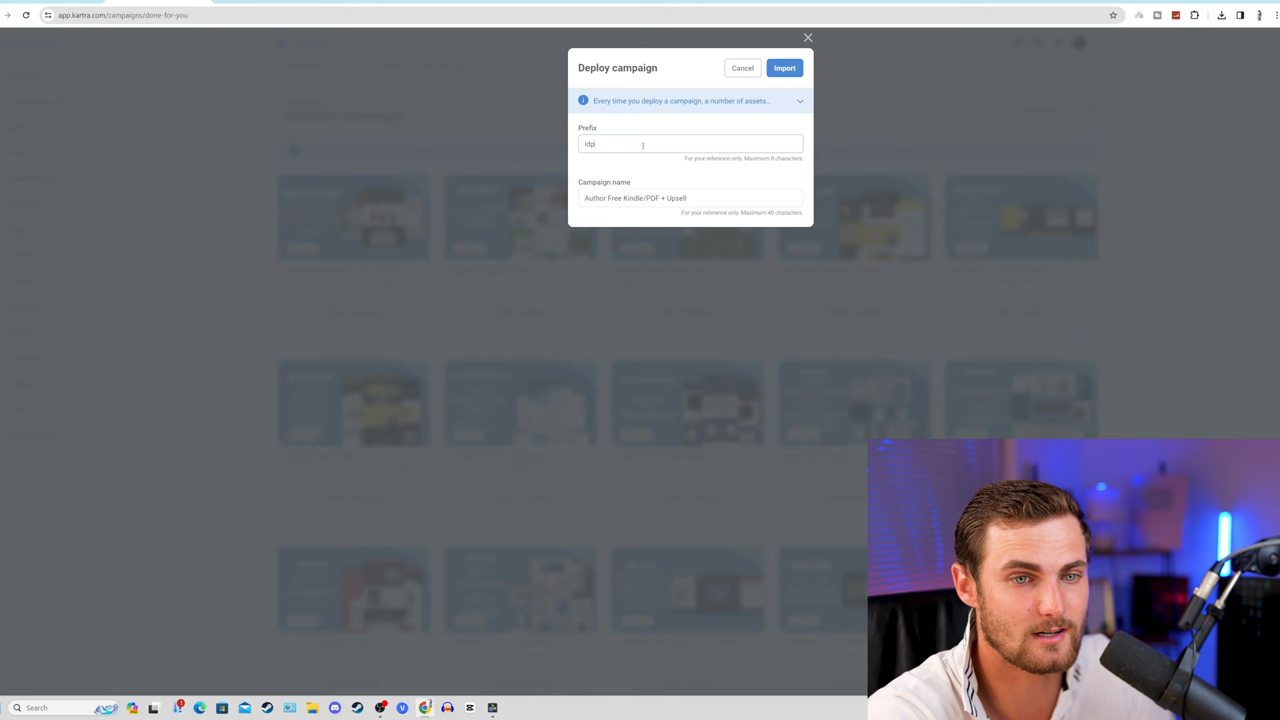 app.kartra.com/campaigns/done-for-you
Deploy campaign
Cancel
Import
Every time you deploy a campaign, a number of assets...
Prefix
idp
For your reference only. Maximum 8 characters.
Campaign name
Author Free Kindle/PDF + Upsell
For your reference only. Maximum 40 characters.
Search